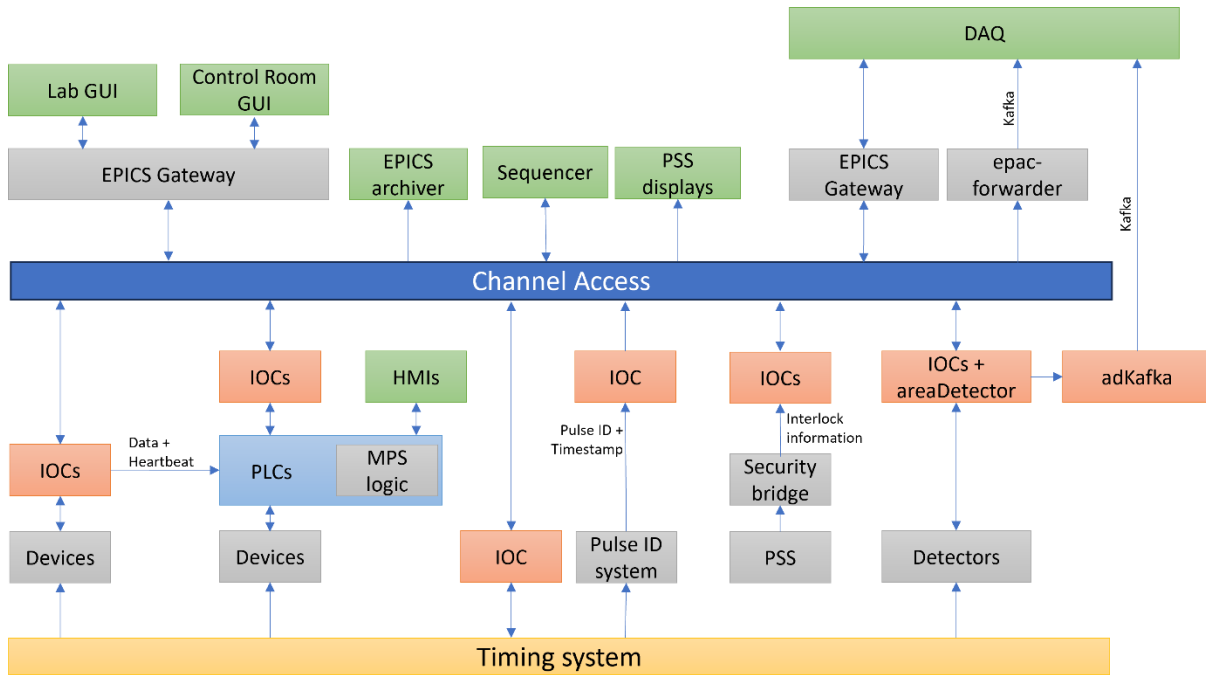 DAQ
Lab GUI
Control Room
GUI
Kafka
EPICS Gateway
EPICS
archiver
Sequencer
PSS
displays
EPICS
Gateway
epac-
forwarder
Kafka
Channel Access
IOCs
HMIs
IOC
IOCs
IOCs +
areaDetector
adKafka
Data +
Heartbeat
Pulse ID +
Timestamp
Interlock
information
IOCs
PLCs
MPS
logic
Security
bridge
Devices
Devices
IOC
Pulse ID
system
PSS
Detectors
Timing system